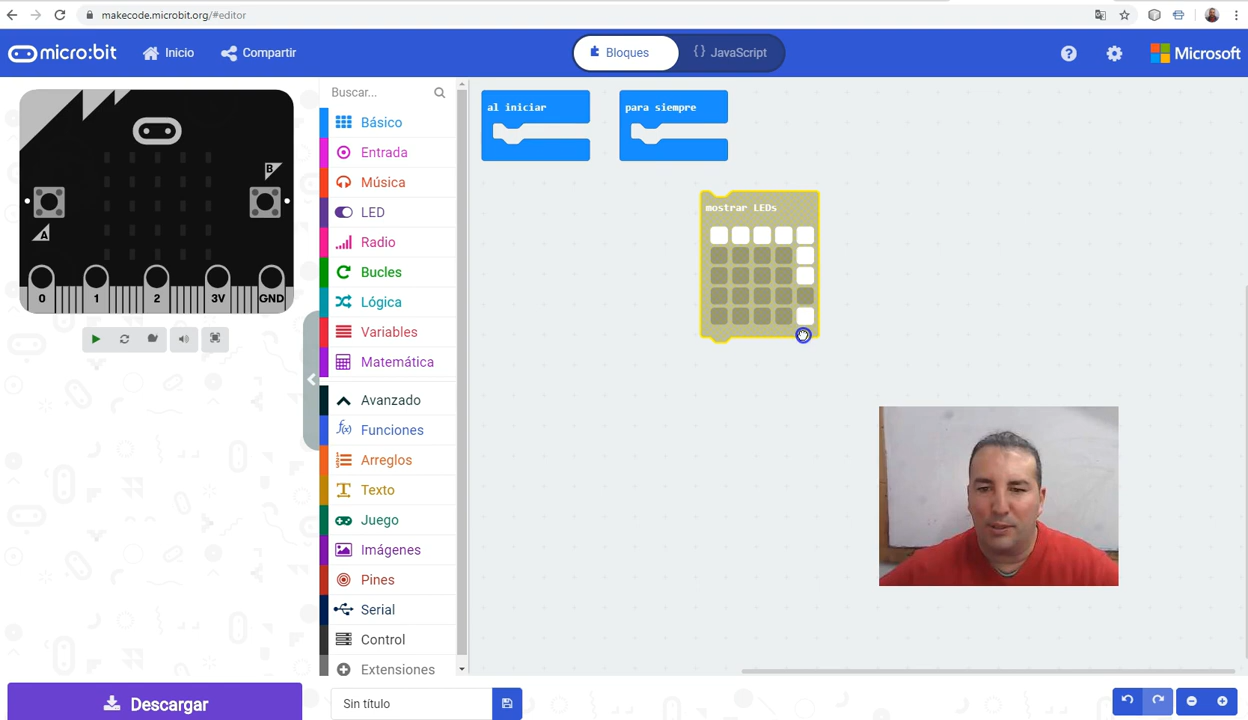 makecode.microbit.org/#editor
micro:bit
Inicio
Compartir
Bloques
{} JavaScript
?
Microsoft
Buscar...
Básico
Entrada
Música
LED
Radio
Bucles
Lógica
Variables
Matemática
Avanzado
Funciones
Arreglos
Texto
Juego
Imágenes
Pines
Serial
Control
Extensiones
al iniciar
para siempre
mostrar LEDs
B
A
0 1 2 3V GND
Descargar
Sin título